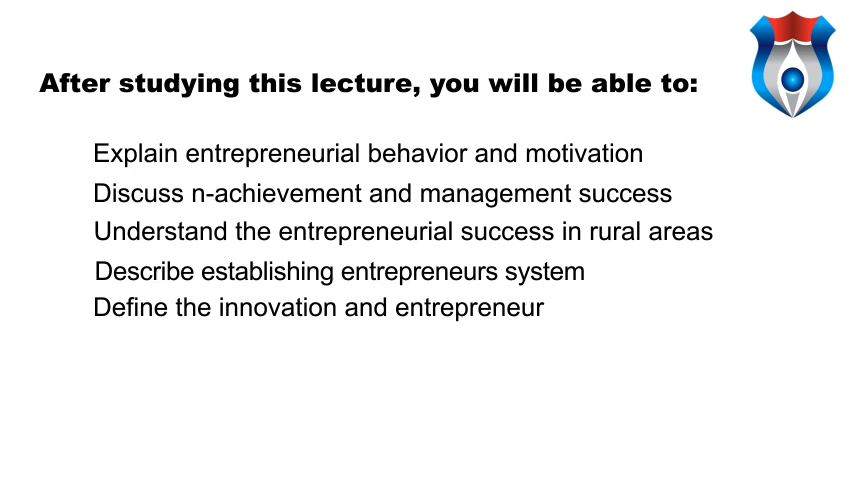 After studying this lecture, you will be able to:
Explain entrepreneurial behavior and motivation
Discuss n-achievement and management success
Understand the entrepreneurial success in rural areas
Describe establishing entrepreneurs system
Define the innovation and entrepreneur